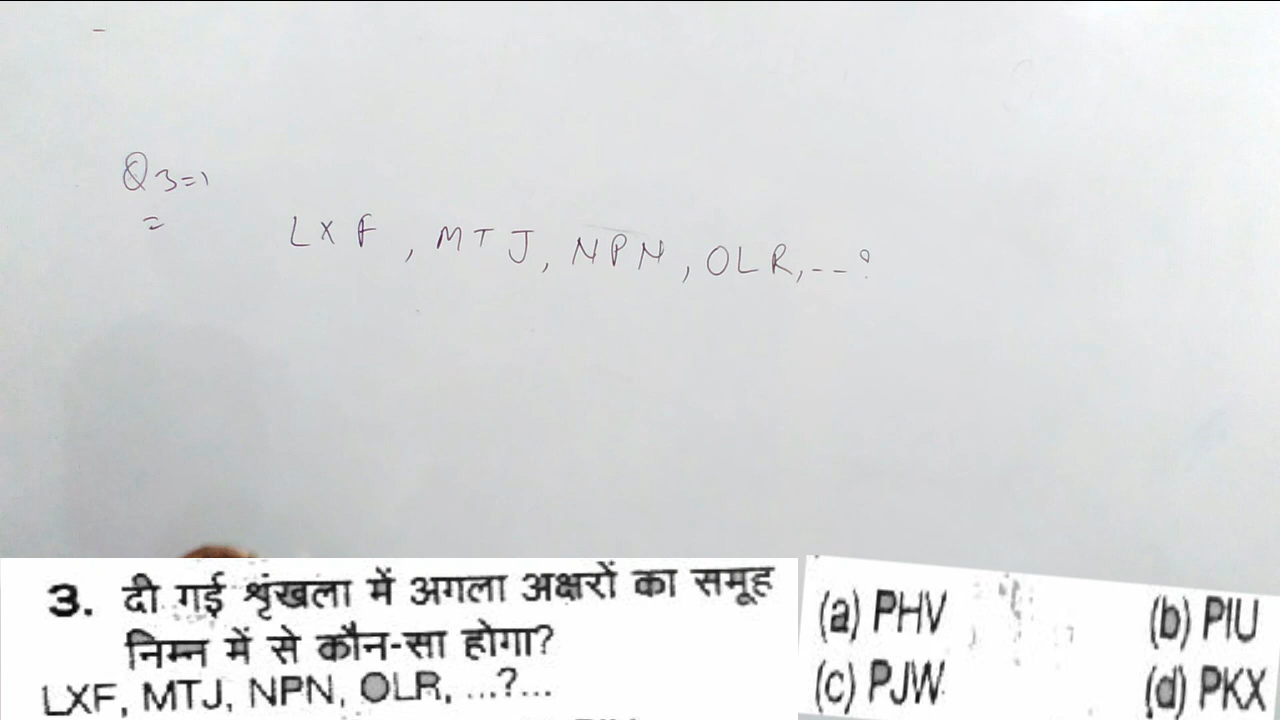 Q3=)
=
LXF, MTJ, NPN, OLR, --?
3. दी गई श्रृंखला में अगला अक्षरों का समूह
निम्न में से कौन-सा होगा?
LXF, MTJ, NPN, OLR, ...?...
(a) PHV (b) PIU
(c) PJW (d) PKX